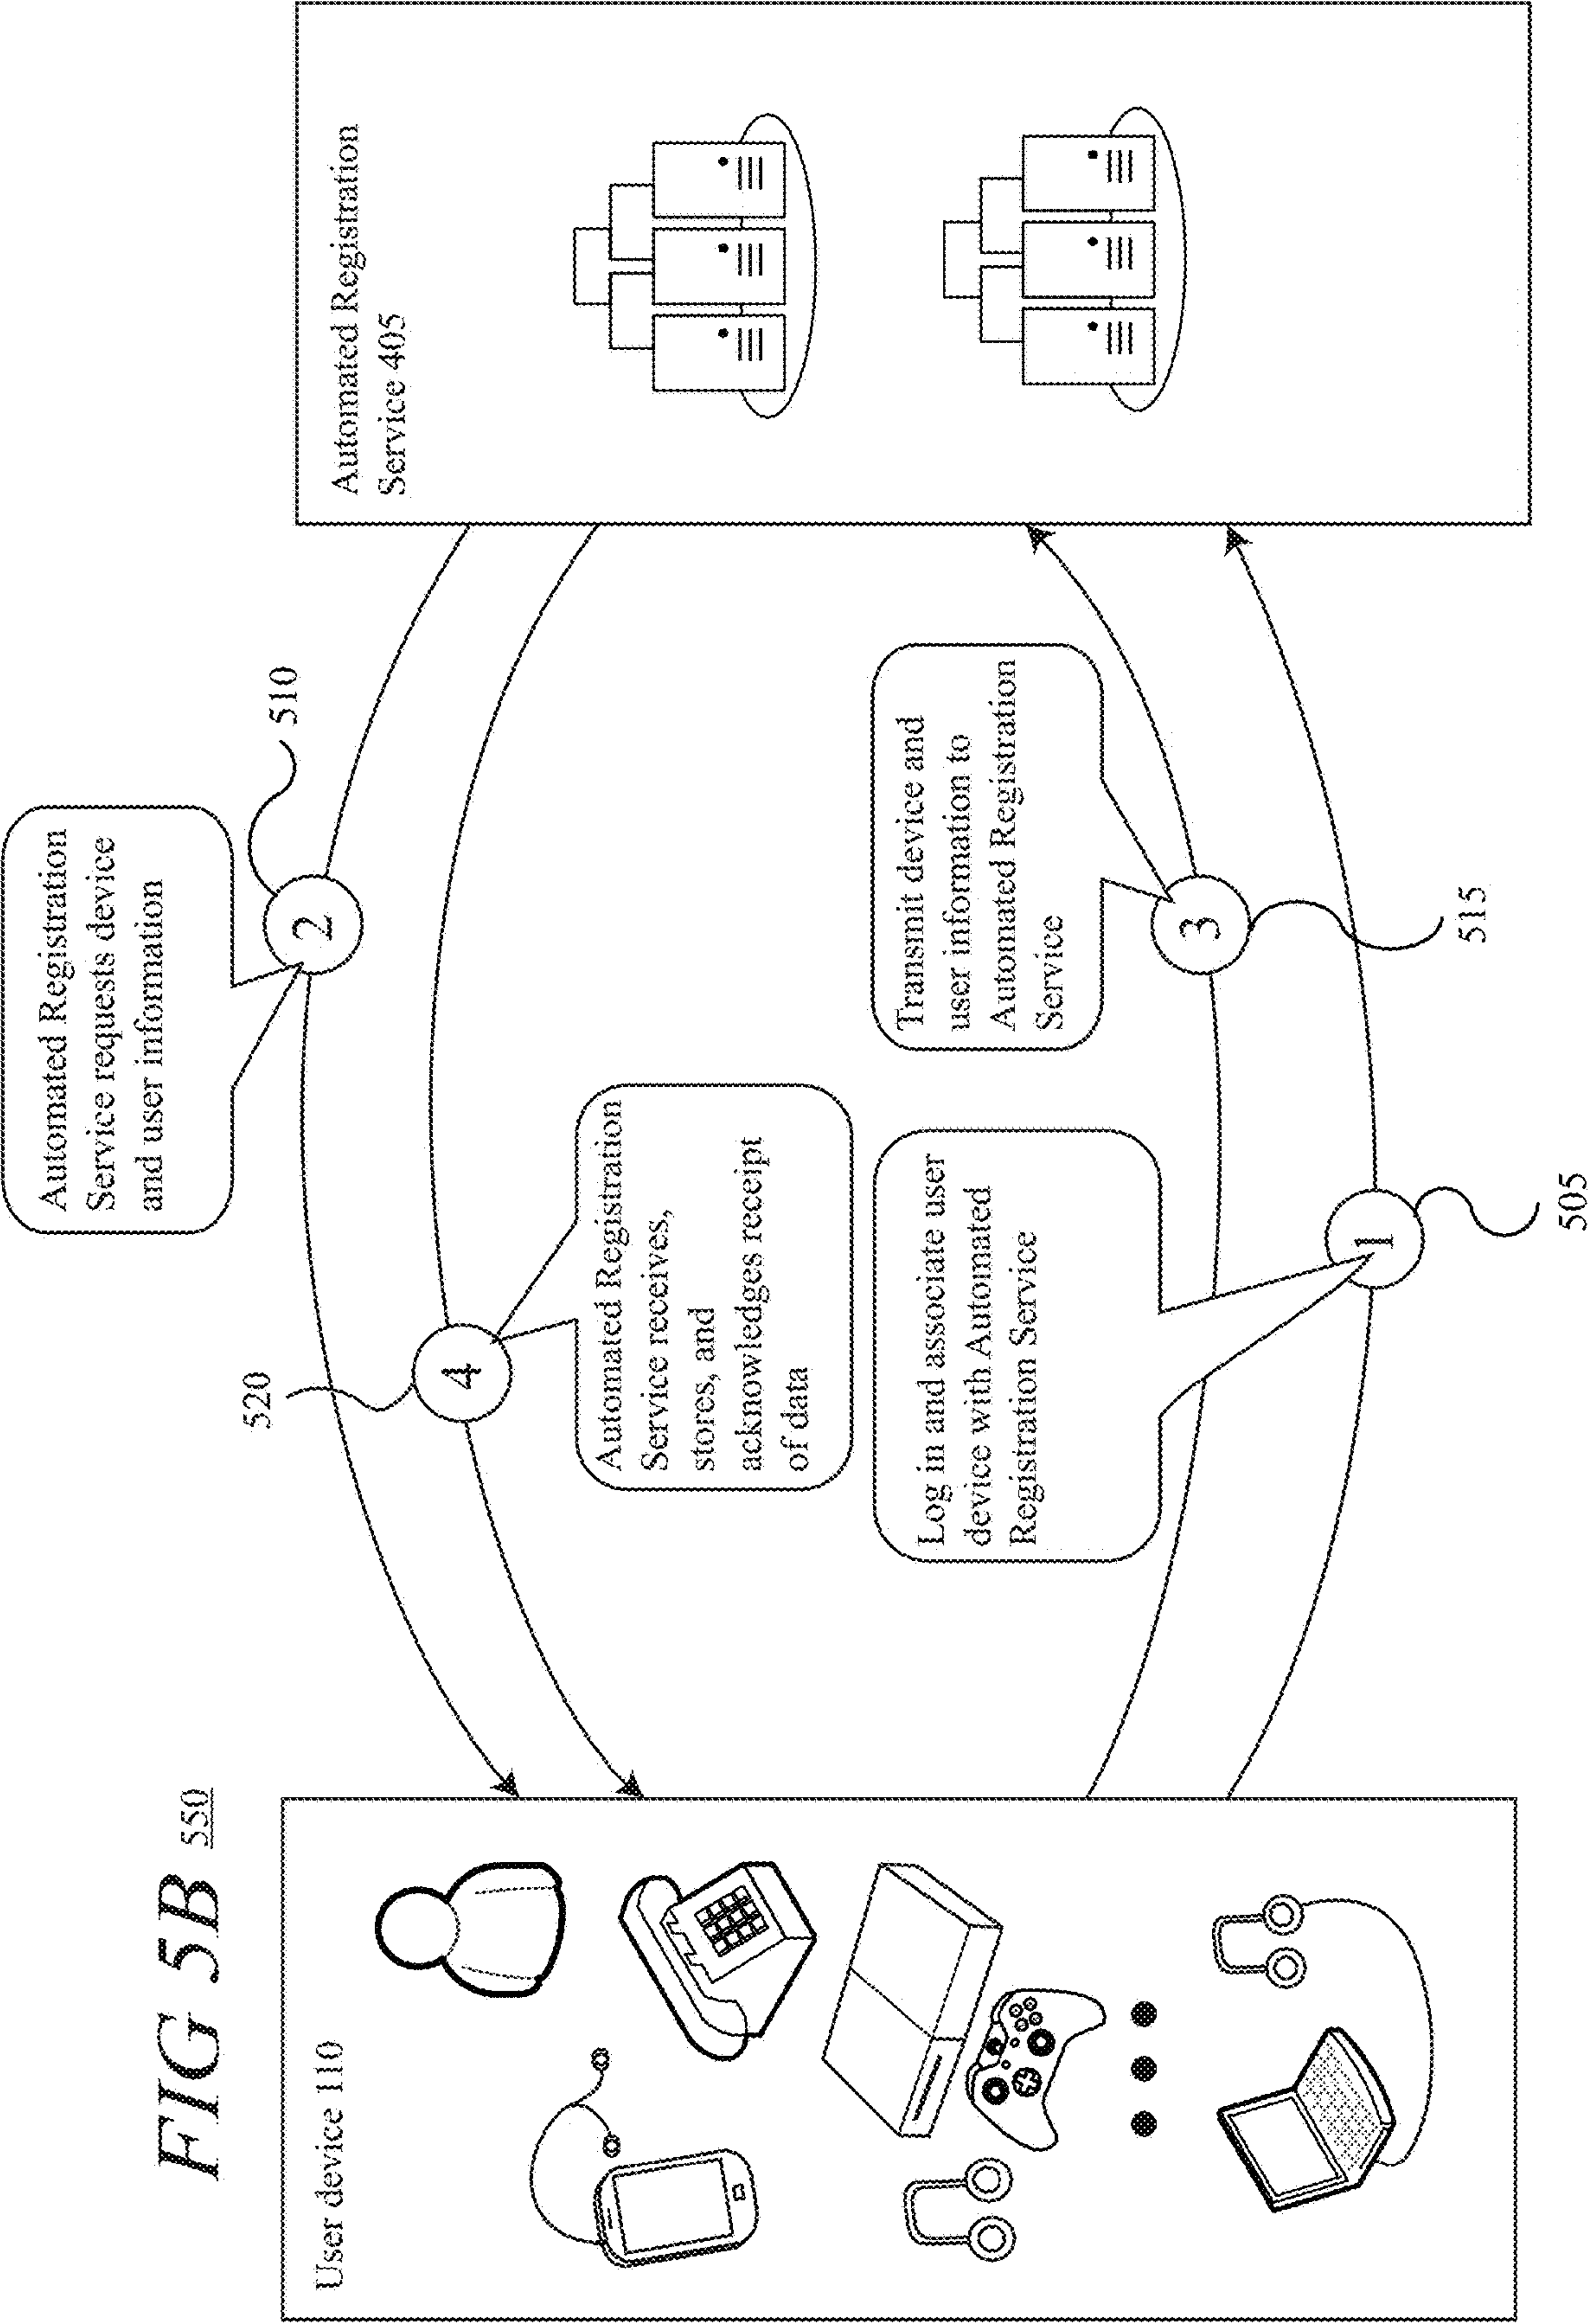 FIG 5B 550
User device 110
Automated Registration
Service requests device
and user information
2
510
520
4
Automated Registration
Service receives,
stores, and
acknowledges receipt
of data
Transmit device and
user information to
Automated Registration
Service
3
515
Log in and associate user
device with Automated
Registration Service
1
505
Automated Registration
Service 405